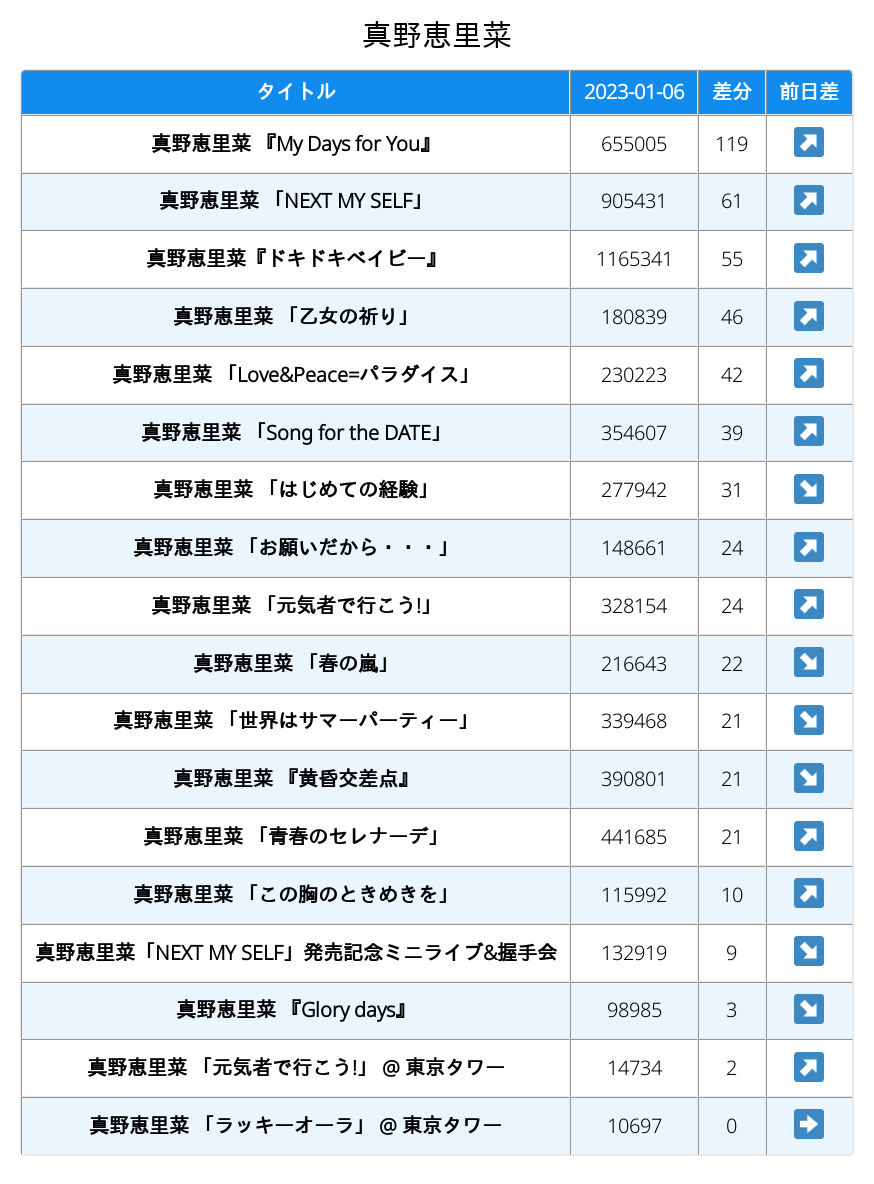 真野恵里菜
タイトル 2023-01-06 差分 前日差
真野恵里菜 『My Days for You』 655005 119 ↗
真野恵里菜 「NEXT MY SELF」 905431 61 ↗
真野恵里菜『ドキドキベイビー』 1165341 55 ↗
真野恵里菜 「乙女の祈り」 180839 46 ↗
真野恵里菜 「Love&Peace=パラダイス」 230223 42 ↗
真野恵里菜 「Song for the DATE」 354607 39 ↗
真野恵里菜 「はじめての経験」 277942 31 ↘
真野恵里菜 「お願いだから・・・」 148661 24 ↗
真野恵里菜 「元気者で行こう!」 328154 24 ↗
真野恵里菜 「春の嵐」 216643 22 ↘
真野恵里菜 「世界はサマーパーティー」 339468 21 ↘
真野恵里菜 『黄昏交差点』 390801 21 ↘
真野恵里菜 「青春のセレナーデ」 441685 21 ↗
真野恵里菜 「この胸のときめきを」 115992 10 ↗
真野恵里菜「NEXT MY SELF」発売記念ミニライブ&握手会 132919 9 ↘
真野恵里菜 『Glory days』 98985 3 ↘
真野恵里菜 「元気者で行こう!」 @ 東京タワー 14734 2 ↗
真野恵里菜 「ラッキーオーラ」 @ 東京タワー 10697 0 ➡